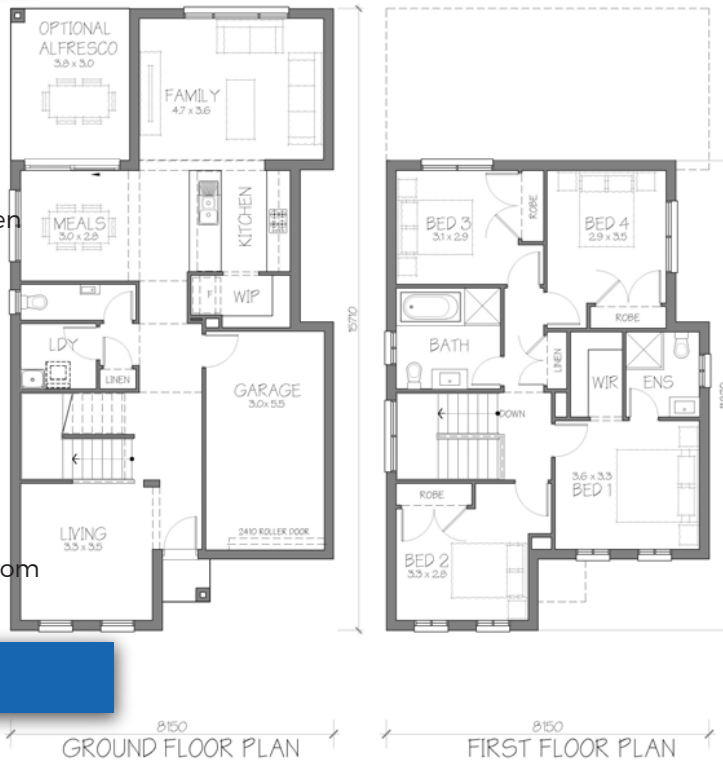 OPTIONAL
ALFRESCO
3.8 x 3.0
FAMILY
4.7 x 3.6
MEALS
3.0 x 2.8
KITCHEN
F
WIP
LDY
LINEN
GARAGE
3.0 x 5.5
2410 ROLLER DOOR
LIVING
3.3 x 3.5
en
om
15710
8150
GROUND FLOOR PLAN
BED 3
3.1 x 2.9
ROBE
BED 4
2.9 x 3.5
ROBE
BATH
LINEN
WIR
ENS
DOWN
3.6 x 3.3
BED 1
ROBE
BED 2
3.3 x 2.8
8150
FIRST FLOOR PLAN